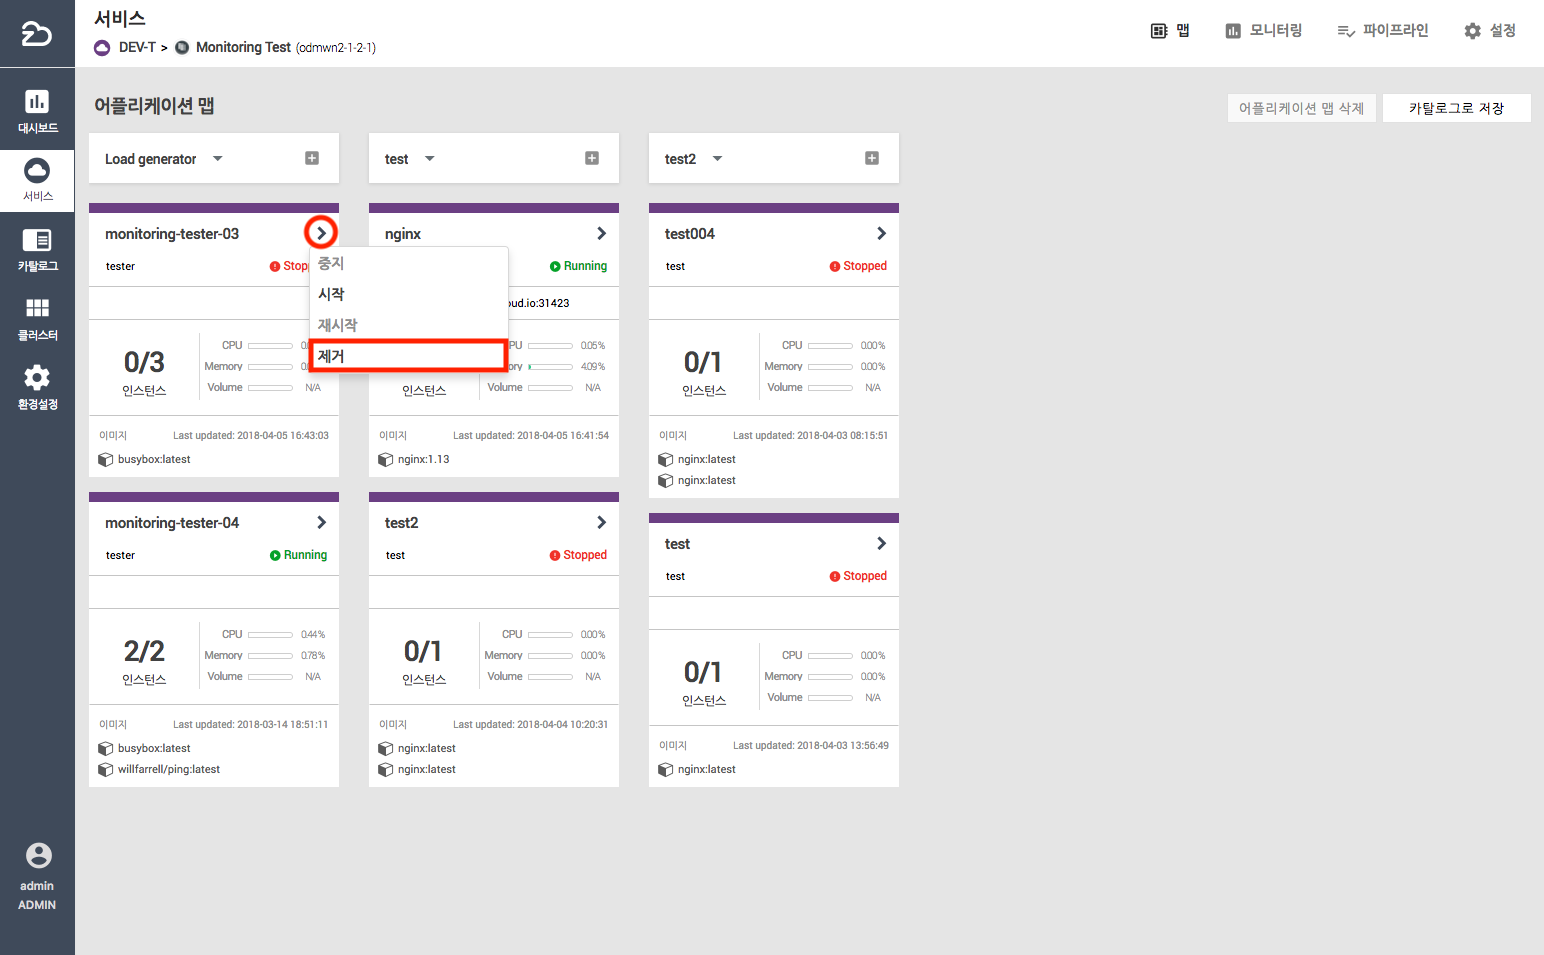 서비스
DEV-T > Monitoring Test (odmwn2-1-2-1)
맵
모니터링
파이프라인
설정
대시보드
서비스
카탈로그
클러스터
환경설정
admin
ADMIN
어플리케이션 맵
어플리케이션 맵 삭제
카탈로그로 저장
Load generator
test
test2
monitoring-tester-03
tester
Stopp
중지
시작
재시작
제거
0/3
인스턴스
CPU 0.
Memory 0.
Volume N/A
이미지 Last updated: 2018-04-05 16:43:03
busybox:latest
nginx
Running
oud.io:31423
인스턴스
PU 0.05%
ory 4.09%
Volume N/A
이미지 Last updated: 2018-04-05 16:41:54
nginx:1.13
test004
test Stopped
0/1
인스턴스
CPU 0.00%
Memory 0.00%
Volume N/A
이미지 Last updated: 2018-04-03 08:15:51
nginx:latest
nginx:latest
monitoring-tester-04
tester Running
2/2
인스턴스
CPU 0.44%
Memory 0.78%
Volume N/A
이미지 Last updated: 2018-03-14 18:51:11
busybox:latest
willfarrell/ping:latest
test2
test Stopped
0/1
인스턴스
CPU 0.00%
Memory 0.00%
Volume N/A
이미지 Last updated: 2018-04-04 10:20:31
nginx:latest
nginx:latest
test
test Stopped
0/1
인스턴스
CPU 0.00%
Memory 0.00%
Volume N/A
이미지 Last updated: 2018-04-03 13:56:49
nginx:latest